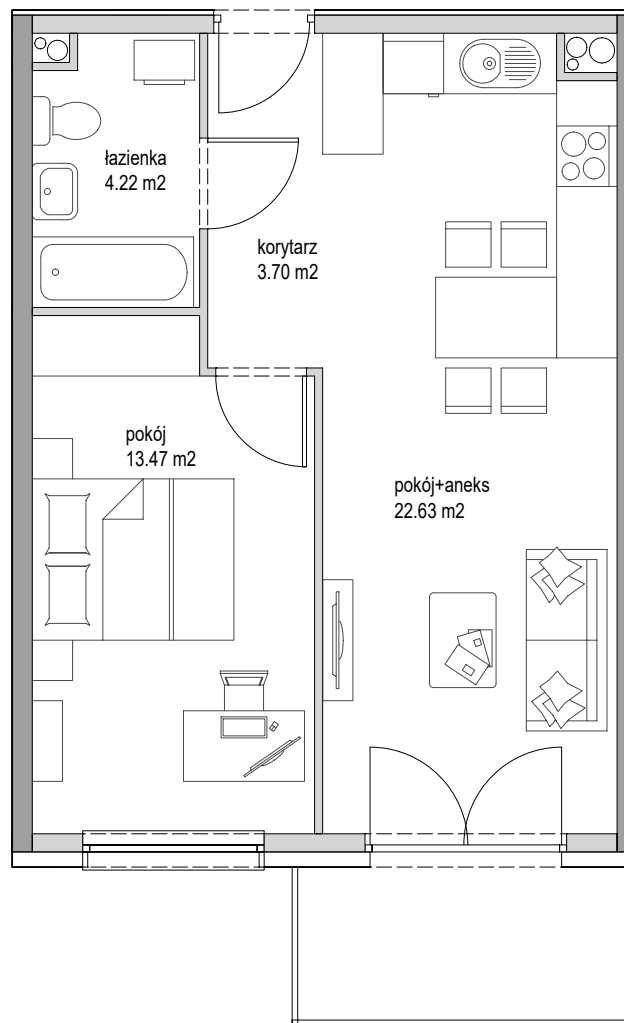 łazienka
4.22 m2
korytarz
3.70 m2
pokój
13.47 m2
pokój+aneks
22.63 m2